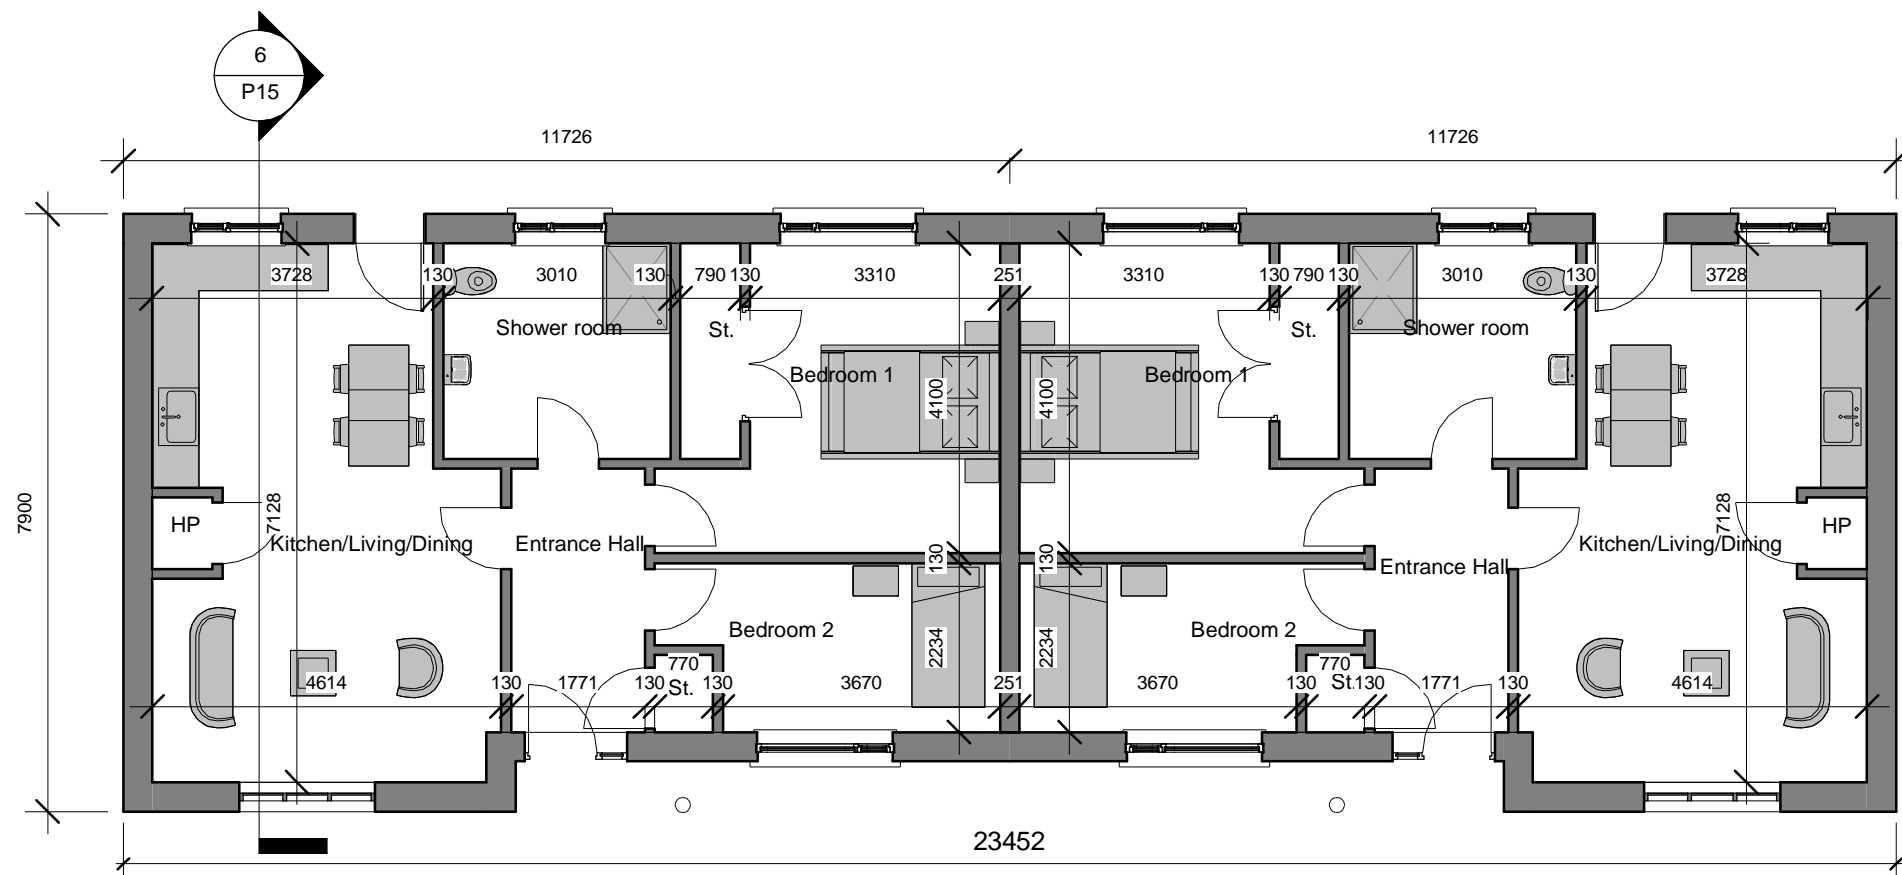 6
P15
11726
11726
3728
130
3010
130
790
130
3310
251
3310
130
790
130
3010
130
3728
Shower room
St.
St.
Shower room
Bedroom 1
Bedroom 1
4100
4100
7900
HP
7128
Kitchen/Living/Dining
Entrance Hall
130
130
Entrance Hall
7128
Kitchen/Living/Dining
HP
Bedroom 2
2234
2234
Bedroom 2
770
770
4614
130
1771
130
St.
130
3670
251
3670
130
St.
130
1771
130
4614
23452